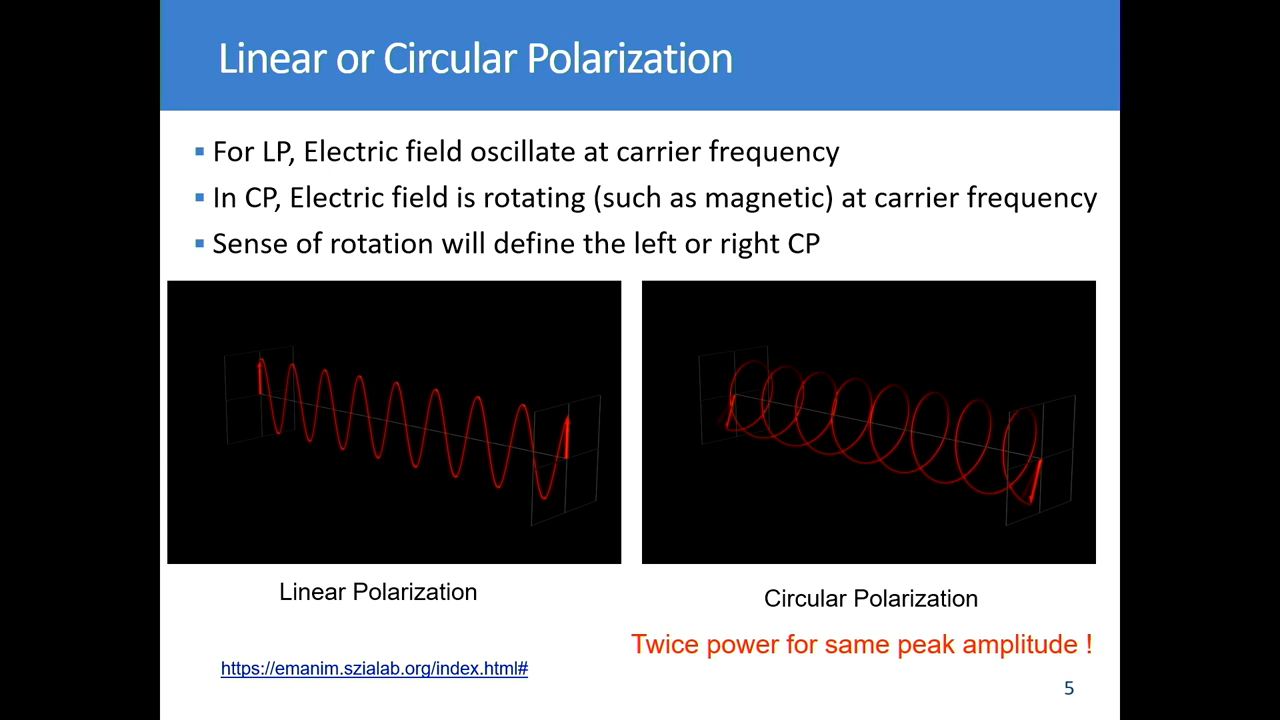 Linear or Circular Polarization
▪ For LP, Electric field oscillate at carrier frequency
▪ In CP, Electric field is rotating (such as magnetic) at carrier frequency
▪ Sense of rotation will define the left or right CP
Linear Polarization
Circular Polarization
Twice power for same peak amplitude !
https://emanim.szialab.org/index.html#
5